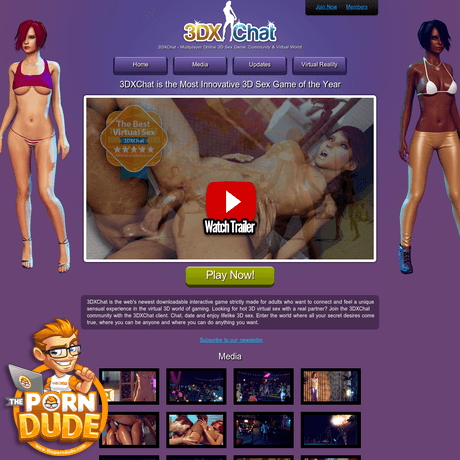 Join Now
Members
3DXChat
3DXChat - Multiplayer Online 3D Sex Game, Community & Virtual World
Home
Media
Updates
Virtual Reality
3DXChat is the Most Innovative 3D Sex Game of the Year
The Best
Virtual Sex
3DXChat
Watch Trailer
Play Now!
3DXChat is the web's newest downloadable interactive game strictly made for adults who want to connect and feel a unique
sensual experience in the virtual 3D world of gaming. Looking for hot 3D virtual sex with a real partner? Join the 3DXChat
community with the 3DXChat client. Chat, date and enjoy lifelike 3D sex. Enter the world where all your secret desires come
true, where you can be anyone and where you can do anything you want.
Subscribe to our newsletter
Media
THE
PORN
DUDE
www.theporndude.com